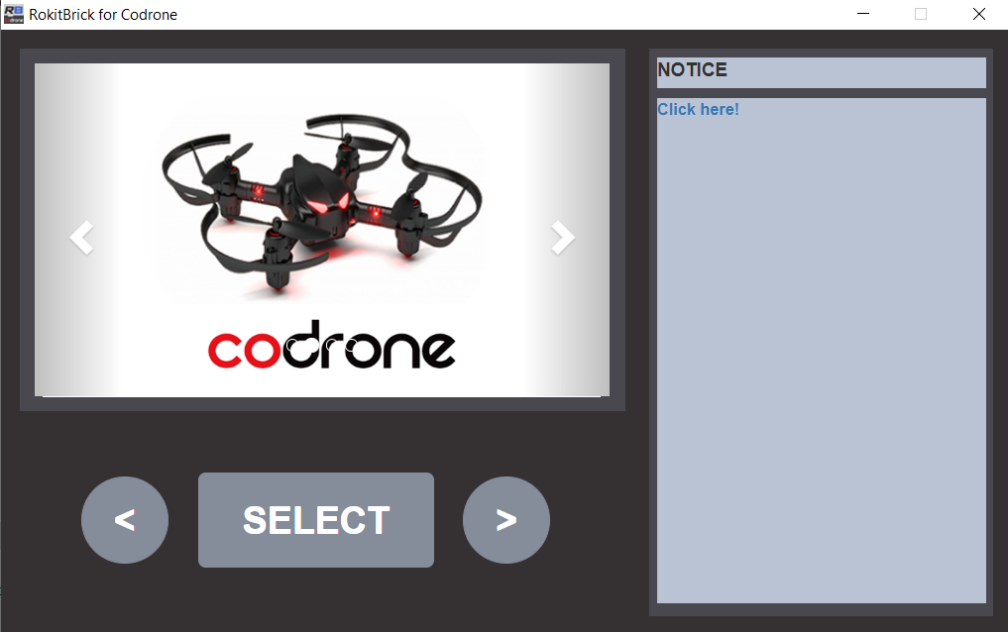 RokitBrick for Codrone
codrone
NOTICE
Click here!
< SELECT >